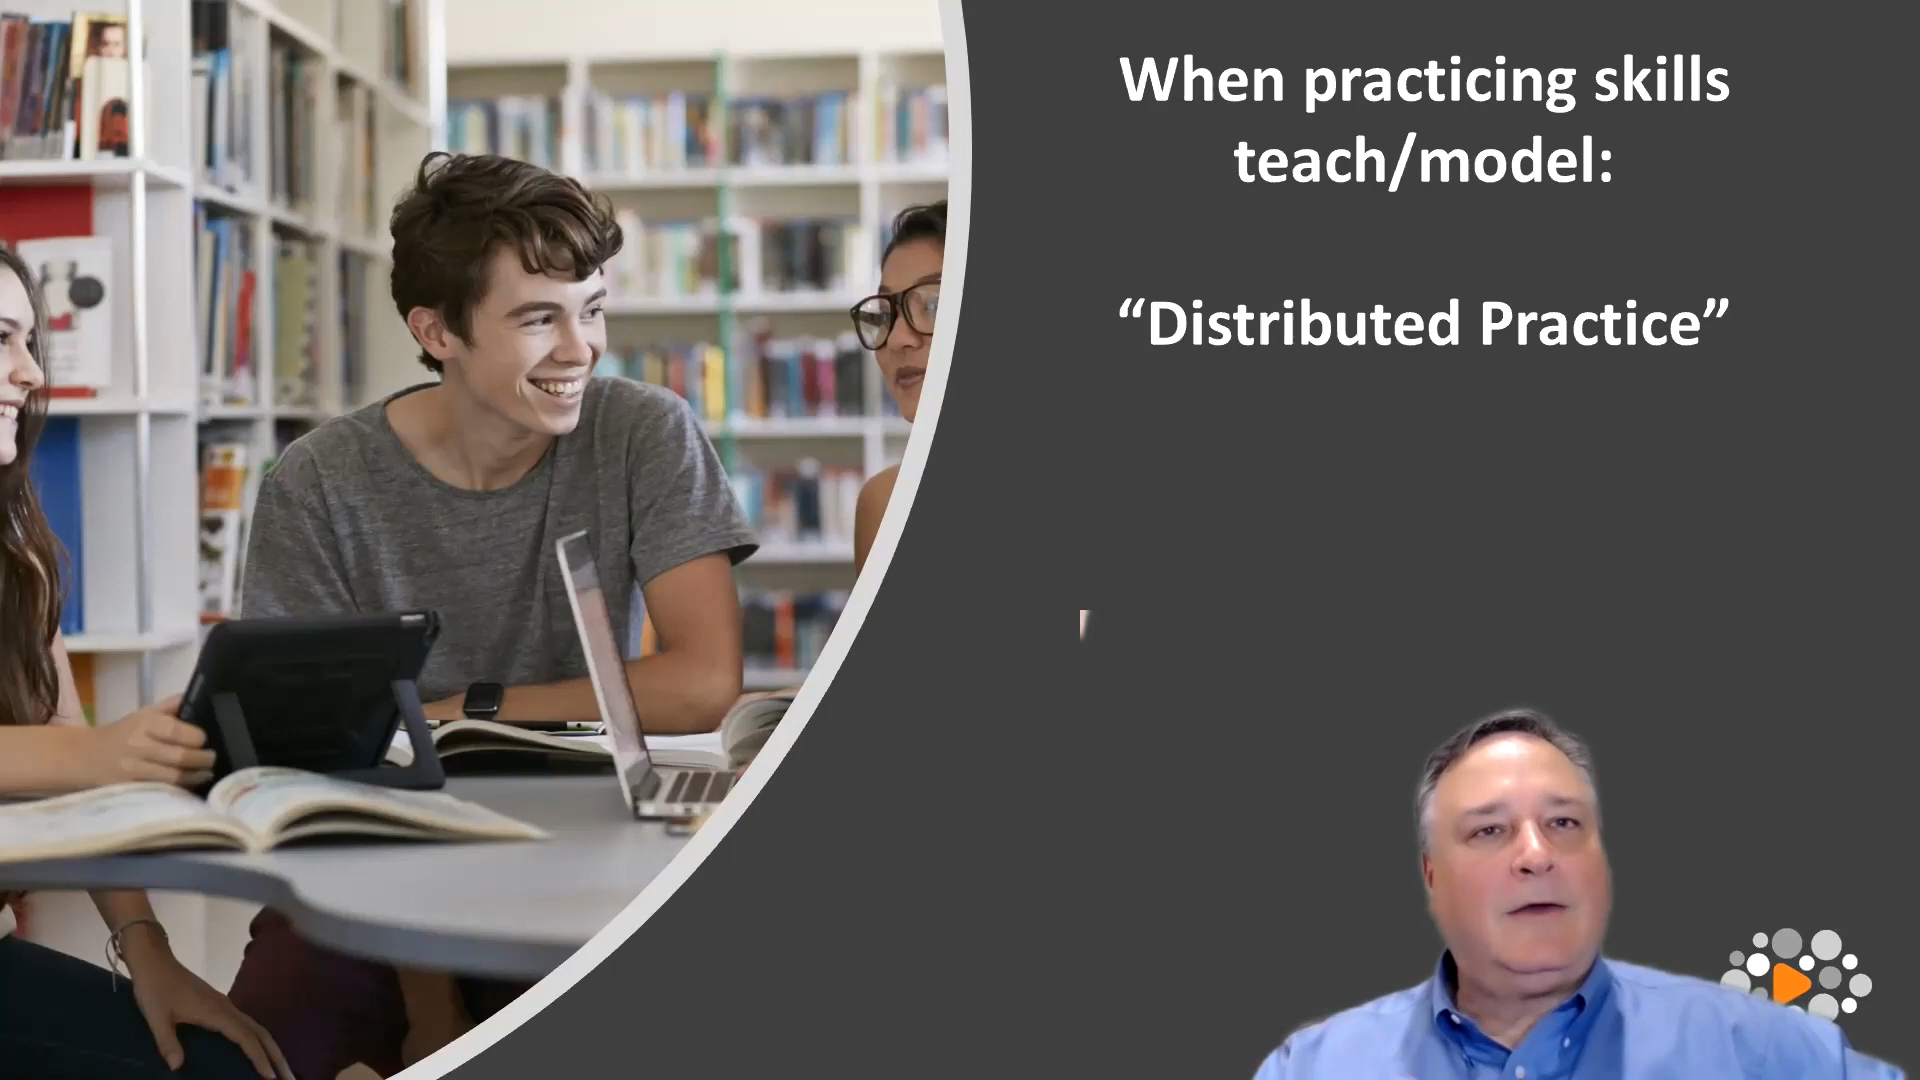 When practicing skills
teach/model:
“Distributed Practice”